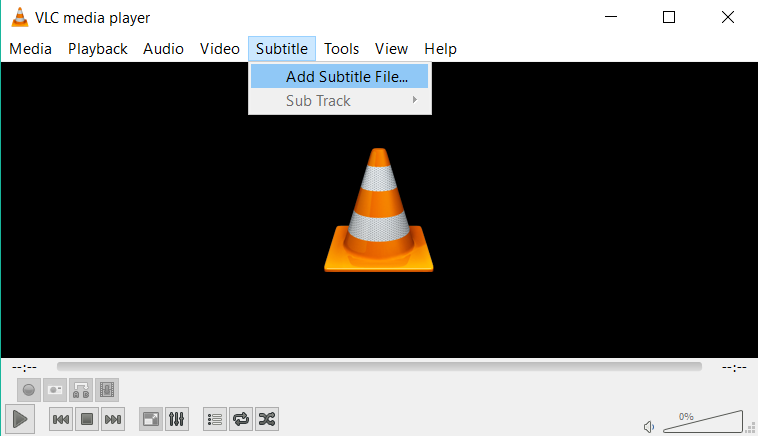 VLC media player
Media Playback Audio Video Subtitle Tools View Help
Add Subtitle File...
Sub Track
--:-- --:--
A B
0%